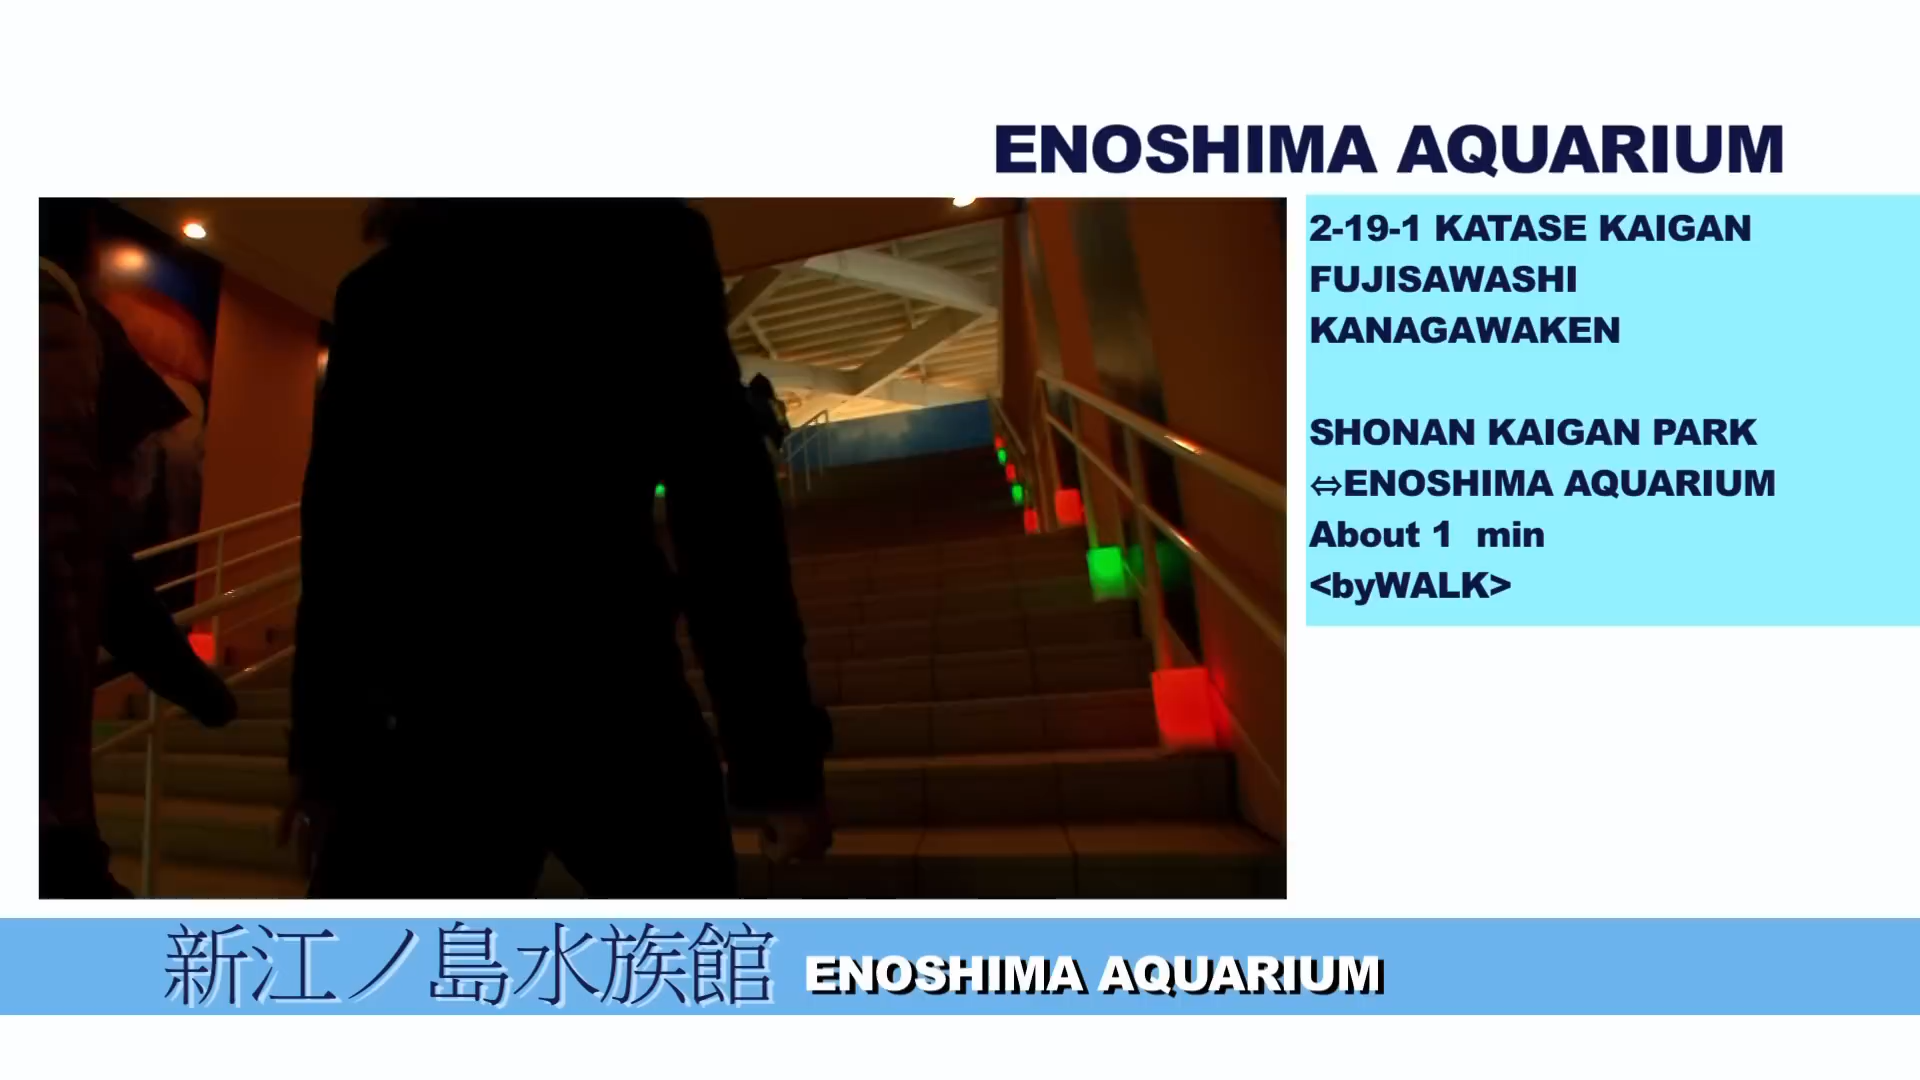 ENOSHIMA AQUARIUM
2-19-1 KATASE KAIGAN
FUJISAWASHI
KANAGAWAKEN
SHONAN KAIGAN PARK
⇔ENOSHIMA AQUARIUM
About 1 min
<byWALK>
新江ノ島水族館 ENOSHIMA AQUARIUM